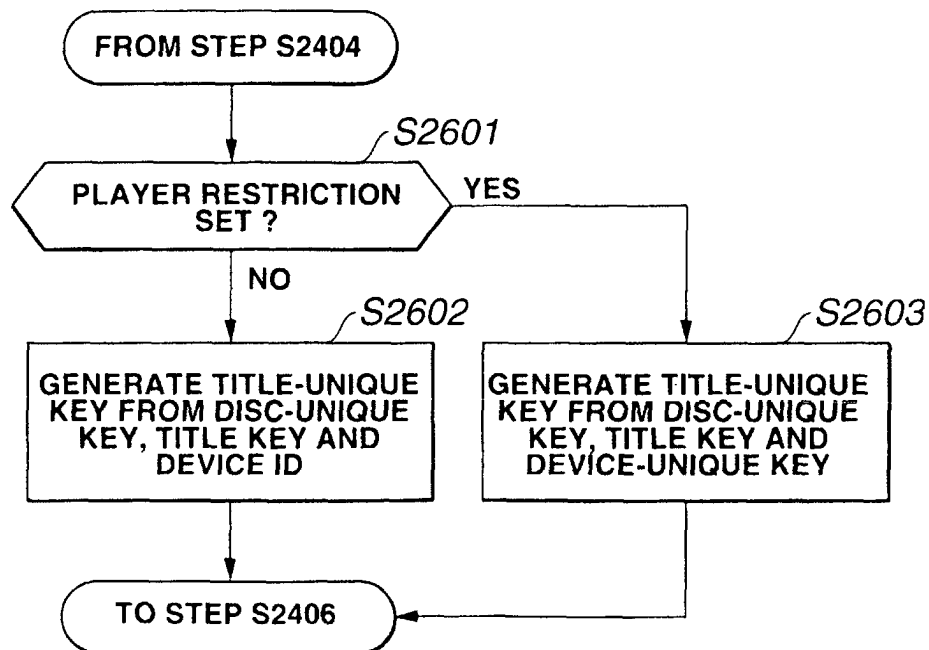 FROM STEP S2404
S2601
PLAYER RESTRICTION
SET ?
YES
NO
S2602
GENERATE TITLE-UNIQUE
KEY FROM DISC-UNIQUE
KEY, TITLE KEY AND
DEVICE ID
S2603
GENERATE TITLE-UNIQUE
KEY FROM DISC-UNIQUE
KEY, TITLE KEY AND
DEVICE-UNIQUE KEY
TO STEP S2406